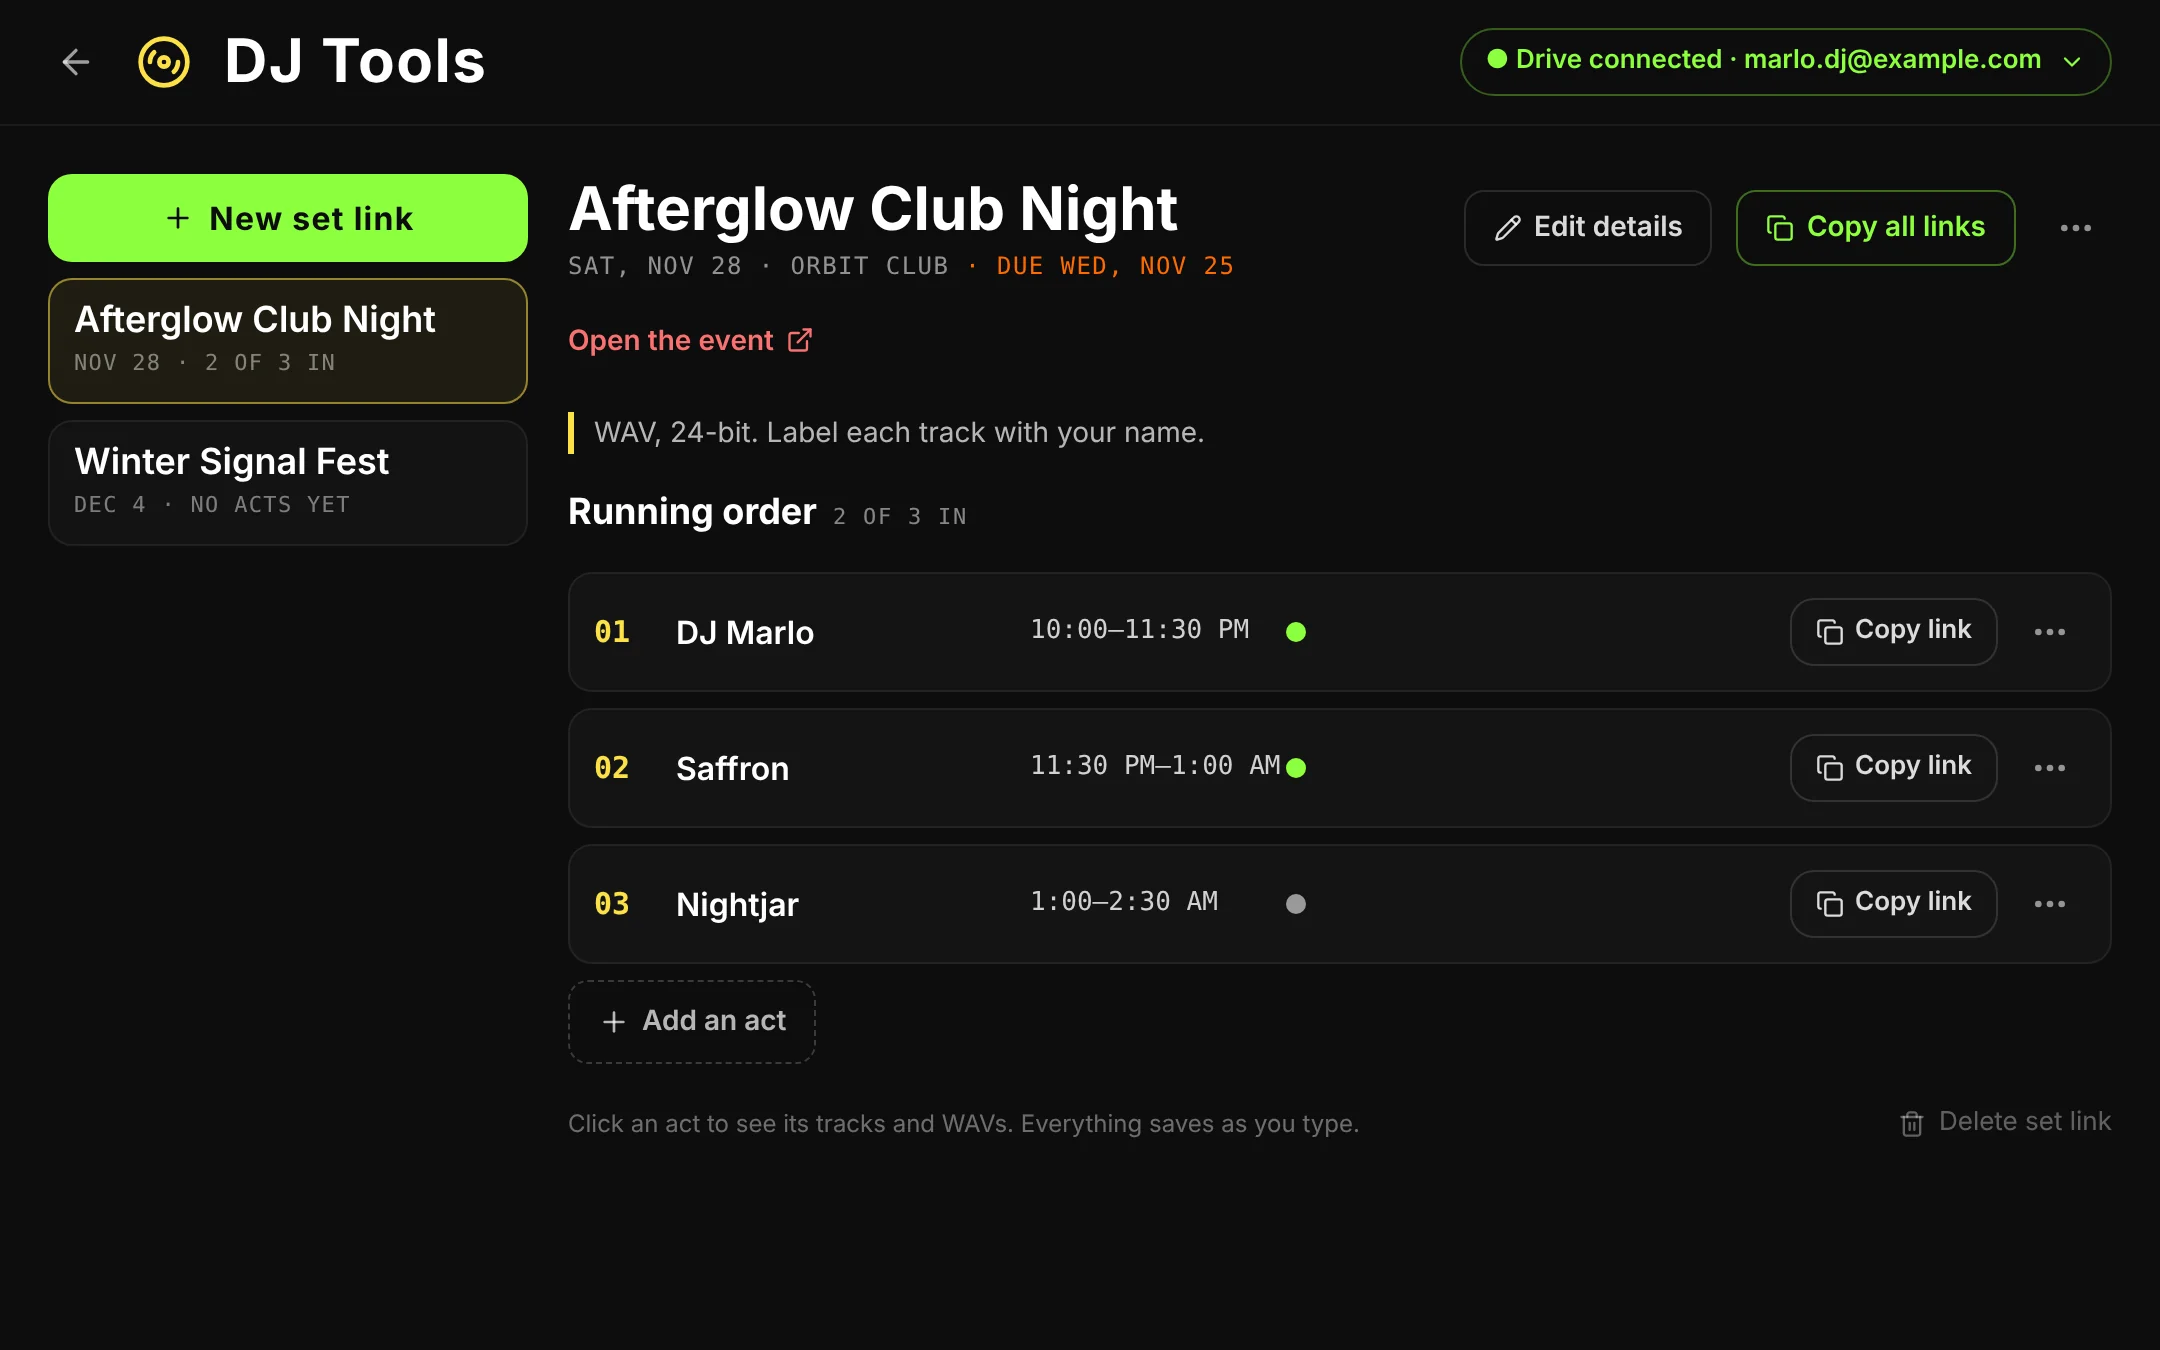 DJ Tools
Drive connected · marlo.dj@example.com
New set link
Afterglow Club Night
NOV 28 · 2 OF 3 IN
Winter Signal Fest
DEC 4 · NO ACTS YET
Afterglow Club Night
SAT, NOV 28 · ORBIT CLUB · DUE WED, NOV 25
Edit details
Copy all links
Open the event
WAV, 24-bit. Label each track with your name.
Running order 2 OF 3 IN
01 DJ Marlo 10:00–11:30 PM Copy link
02 Saffron 11:30 PM–1:00 AM Copy link
03 Nightjar 1:00–2:30 AM Copy link
Add an act
Click an act to see its tracks and WAVs. Everything saves as you type.
Delete set link